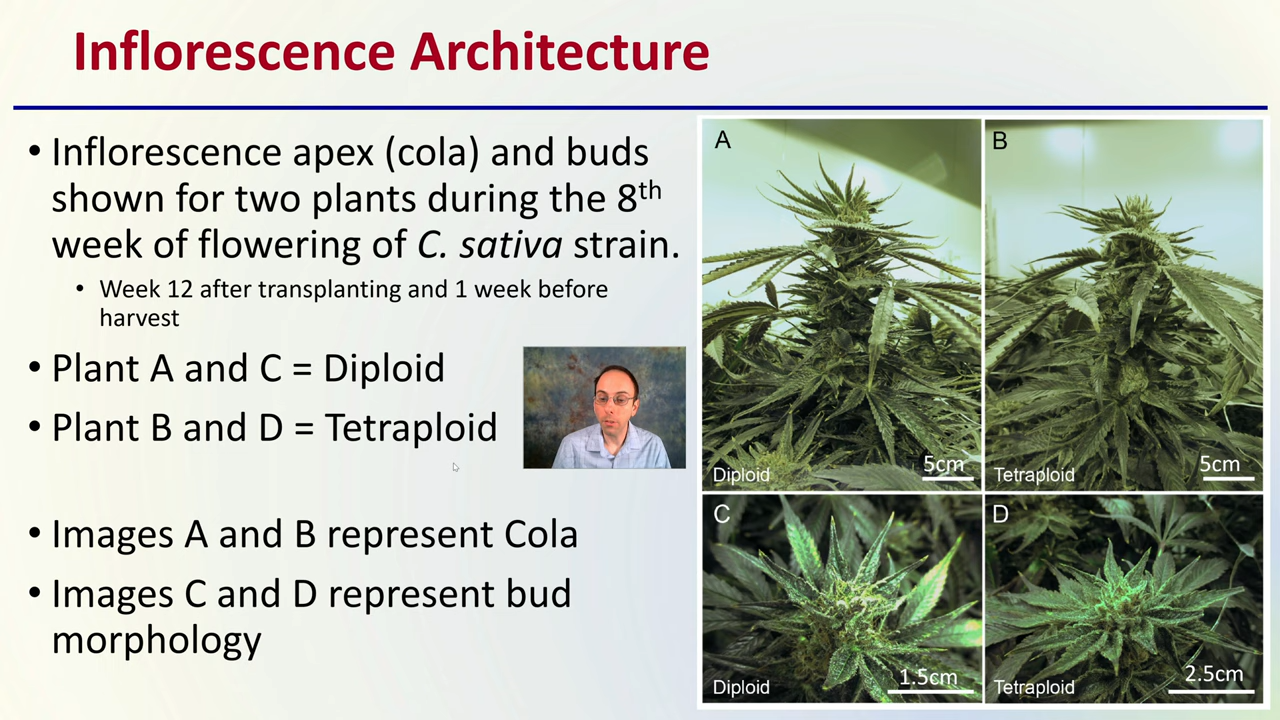 Inflorescence Architecture
• Inflorescence apex (cola) and buds
shown for two plants during the 8th
week of flowering of C. sativa strain.
• Week 12 after transplanting and 1 week before
harvest
• Plant A and C = Diploid
• Plant B and D = Tetraploid
• Images A and B represent Cola
• Images C and D represent bud
morphology
A
Diploid
5cm
B
Tetraploid
5cm
C
Diploid
1.5cm
D
Tetraploid
2.5cm